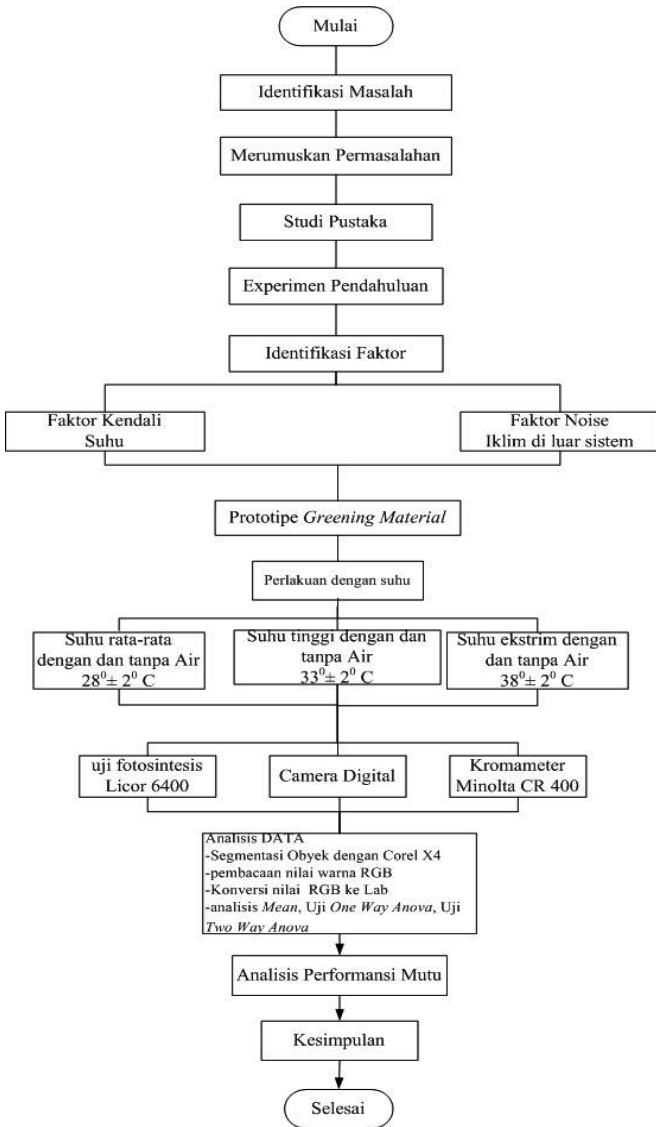 Mulai
Identifikasi Masalah
Merumuskan Permasalahan
Studi Pustaka
Experimen Pendahuluan
Identifikasi Faktor
Faktor Kendali
Suhu
Faktor Noise
Iklim di luar sistem
Prototipe Greening Material
Perlakuan dengan suhu
Suhu rata-rata
dengan dan tanpa Air
28⁰± 2⁰ C
Suhu tinggi dengan dan
tanpa Air
33⁰± 2⁰ C
Suhu ekstrim dengan
dan tanpa Air
38⁰± 2⁰ C
uji fotosintesis
Licor 6400
Camera Digital
Kromameter
Minolta CR 400
Analisis DATA
-Segmentasi Obyek dengan Corel X4
-pembacaan nilai warna RGB
-Konversi nilai RGB ke Lab
-analisis Mean, Uji One Way Anova, Uji
Two Way Anova
Analisis Performansi Mutu
Kesimpulan
Selesai